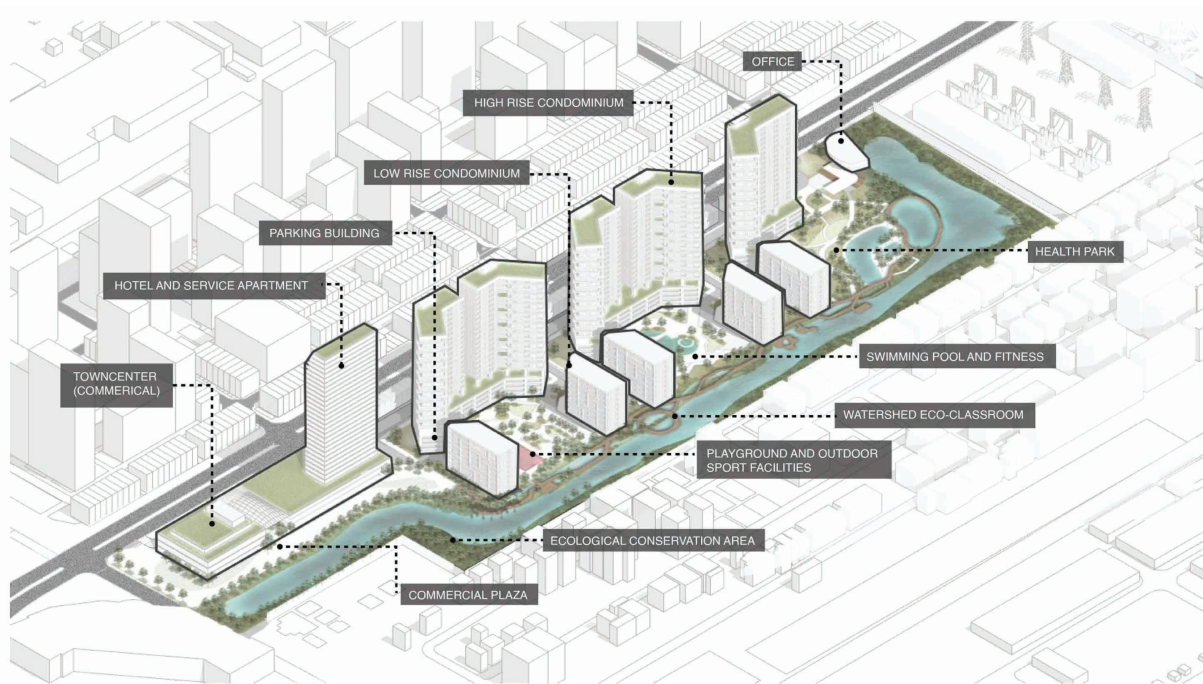 OFFICE
HIGH RISE CONDOMINIUM
LOW RISE CONDOMINIUM
PARKING BUILDING
HEALTH PARK
HOTEL AND SERVICE APARTMENT
SWIMMING POOL AND FITNESS
TOWNCENTER
(COMMERICAL)
WATERSHED ECO-CLASSROOM
PLAYGROUND AND OUTDOOR
SPORT FACILITIES
ECOLOGICAL CONSERVATION AREA
COMMERCIAL PLAZA